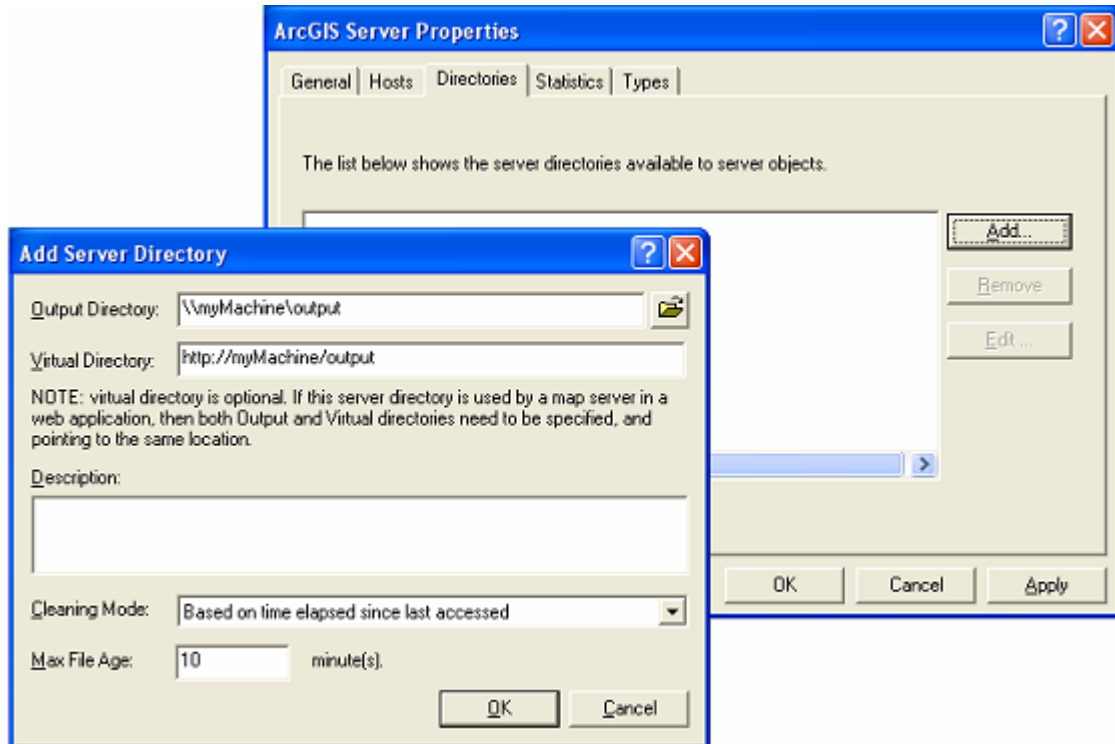 ArcGIS Server Properties
General Hosts Directories Statistics Types
The list below shows the server directories available to server objects.
Add...
Remove
Edit ...
OK Cancel Apply
Add Server Directory
Output Directory: \\myMachine\output
Virtual Directory: http://myMachine/output
NOTE: virtual directory is optional. If this server directory is used by a map server in a
web application, then both Output and Virtual directories need to be specified, and
pointing to the same location.
Description:
Cleaning Mode: Based on time elapsed since last accessed
Max File Age: 10 minute(s).
OK Cancel